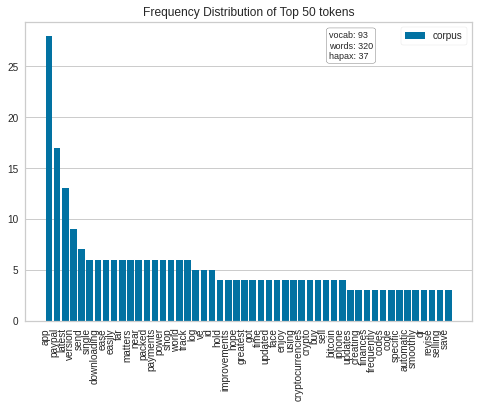 Frequency Distribution of Top 50 tokens
vocab: 93
words: 320
hapax: 37
corpus
25
20
15
10
5
0
app
paypal
latest
version
send
single
downloading
ease
easily
far
matters
near
packed
payments
power
shop
world
track
log
ve
id
hold
improvements
hope
greatest
got
time
updated
face
enjoy
using
cryptocurrencies
crypto
buy
sell
bitcoin
iphone
updates
creating
finances
frequently
codes
code
specific
automatic
smoothly
qr
revise
selling
save